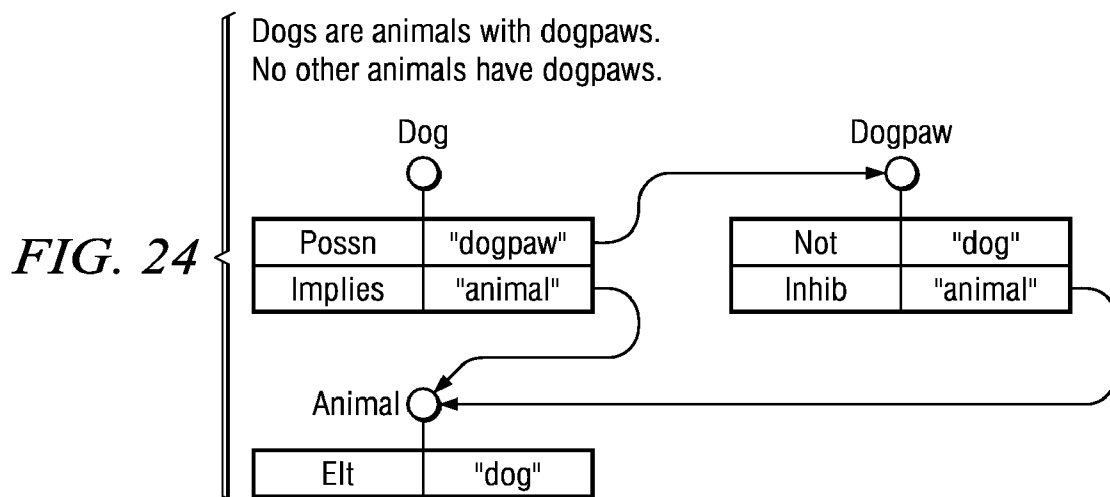 Dogs are animals with dogpaws.
No other animals have dogpaws.
Dog
Dogpaw
FIG. 24
Possn "dogpaw"
Implies "animal"
Not "dog"
Inhib "animal"
Animal
Elt "dog"